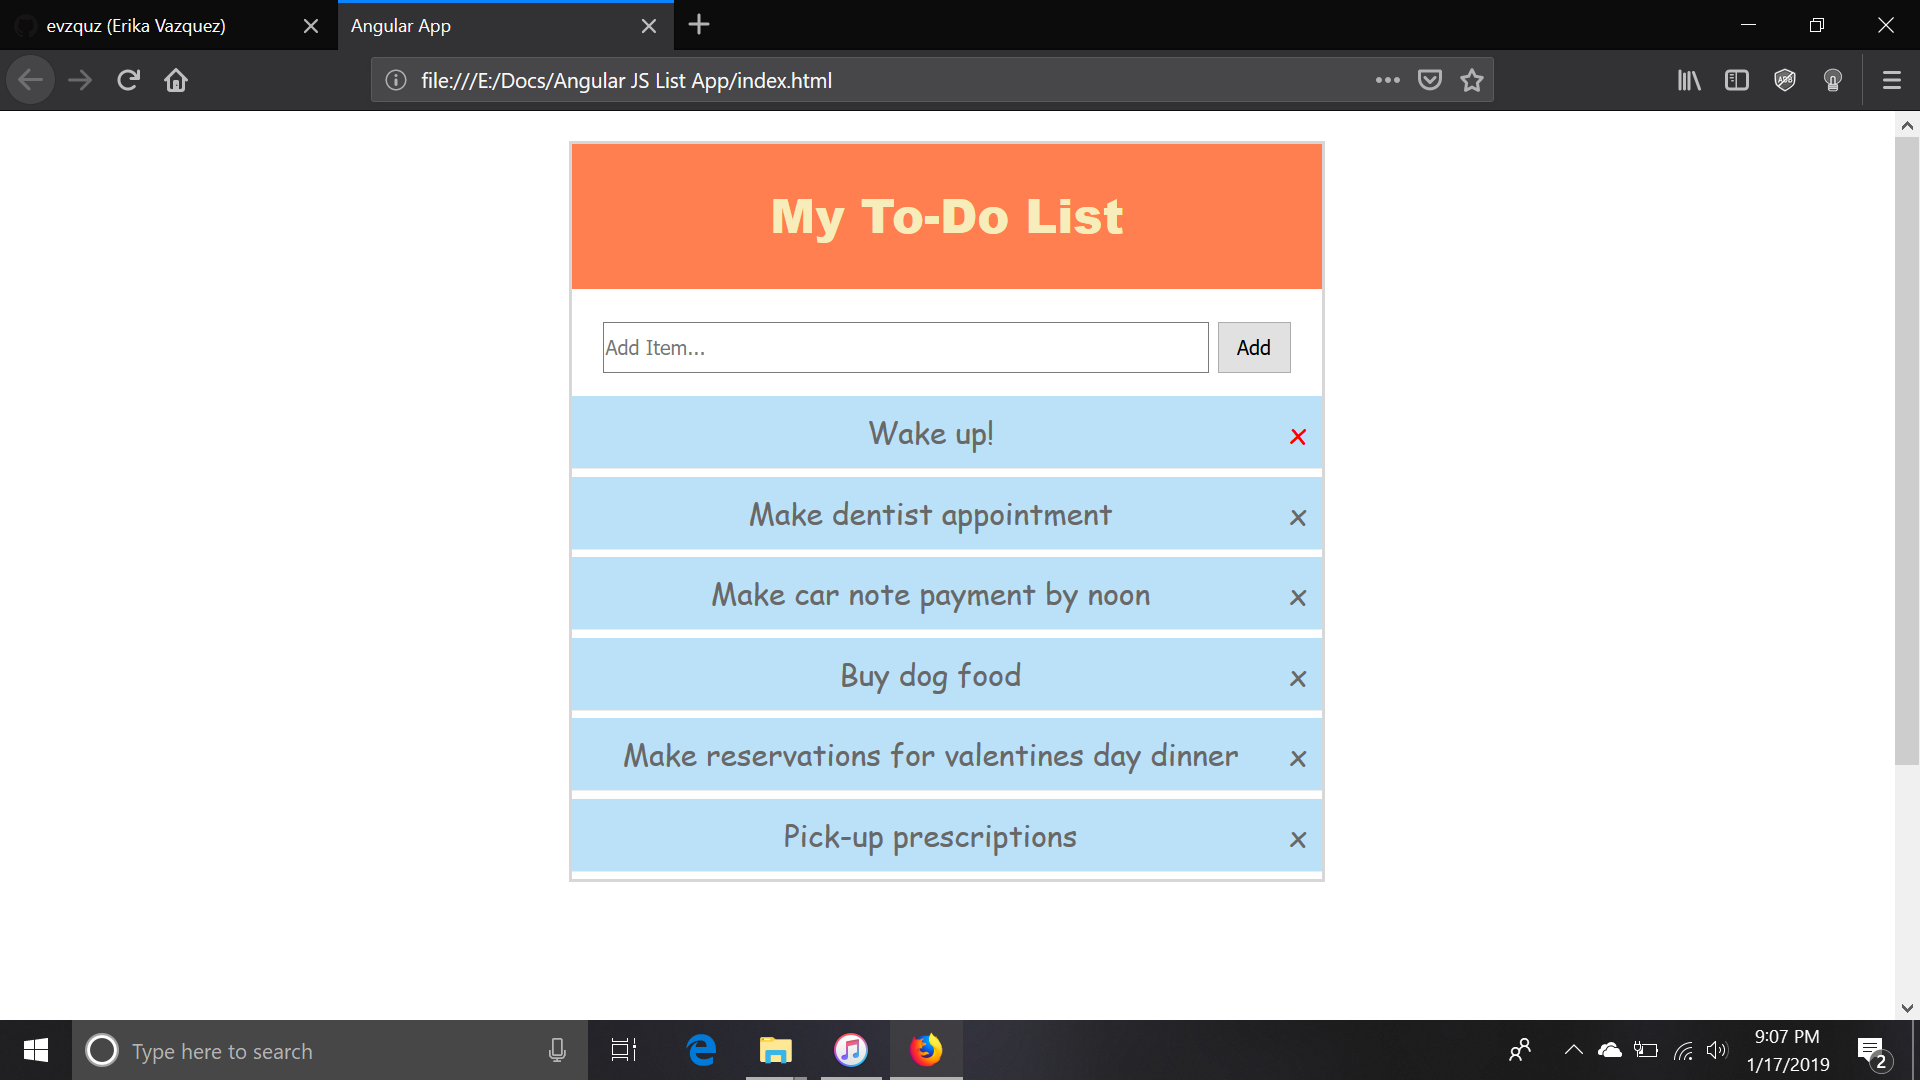 evzquz (Erika Vazquez)
Angular App
file:///E:/Docs/Angular JS List App/index.html
My To-Do List
Add Item...
Add
Wake up!
x
Make dentist appointment
x
Make car note payment by noon
x
Buy dog food
x
Make reservations for valentines day dinner
x
Pick-up prescriptions
x
Type here to search
9:07 PM
1/17/2019
2